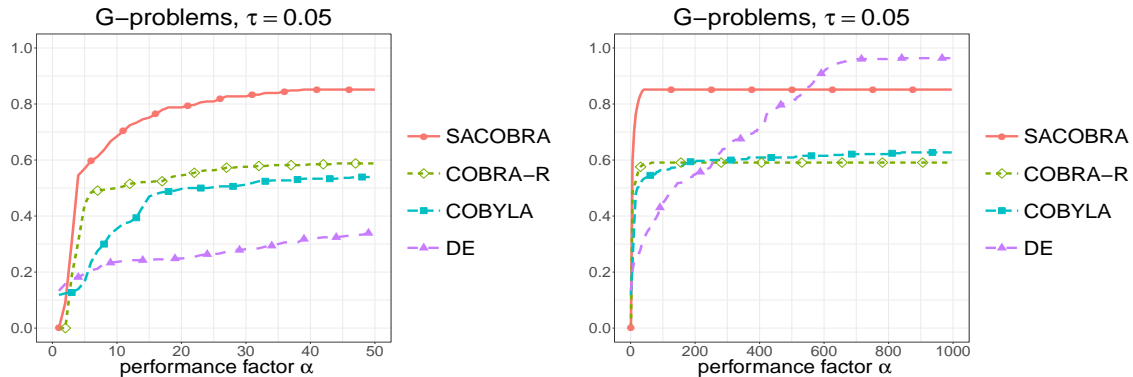 G−problems, τ = 0.05
1.0
0.8
0.6
0.4
0.2
0.0
0 10 20 30 40 50
performance factor α
SACOBRA
COBRA−R
COBYLA
DE
G−problems, τ = 0.05
1.0
0.8
0.6
0.4
0.2
0.0
0 200 400 600 800 1000
performance factor α
SACOBRA
COBRA−R
COBYLA
DE